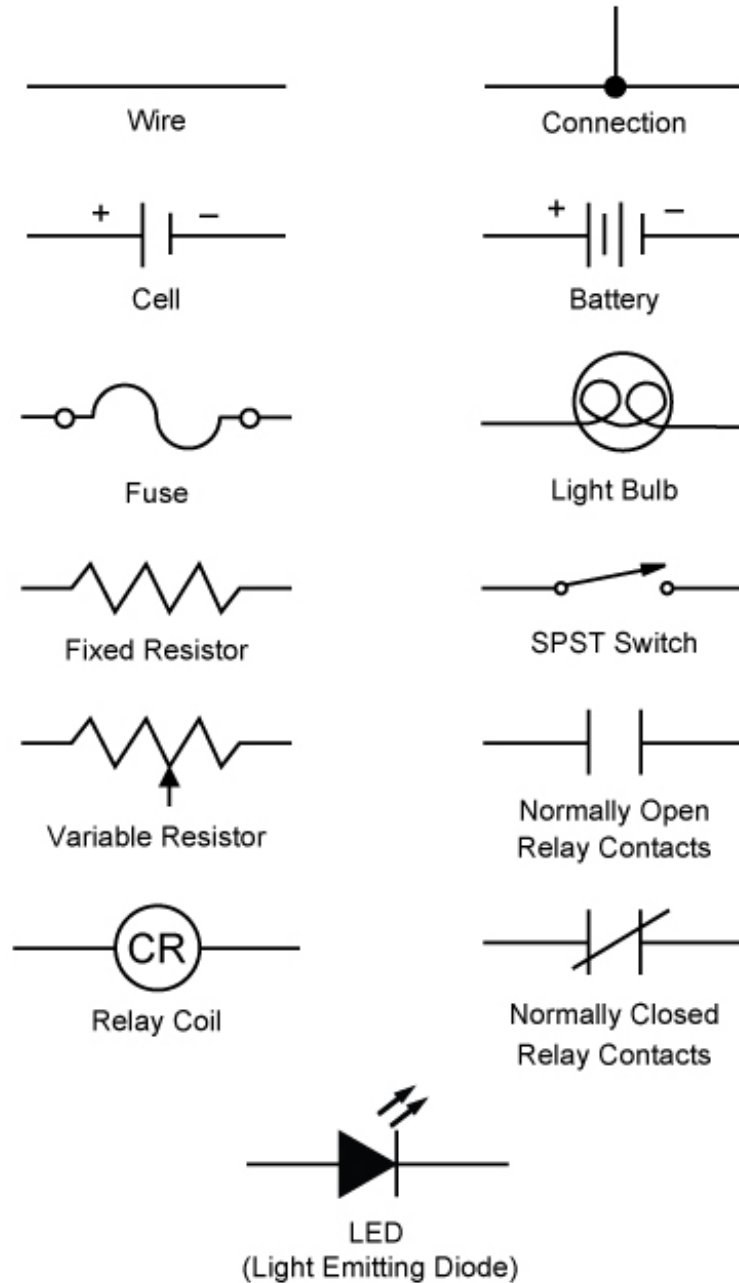 Wire
Connection
+ –
Cell
+ –
Battery
Fuse
Light Bulb
Fixed Resistor
SPST Switch
Variable Resistor
Normally Open
Relay Contacts
CR
Relay Coil
Normally Closed
Relay Contacts
LED
(Light Emitting Diode)